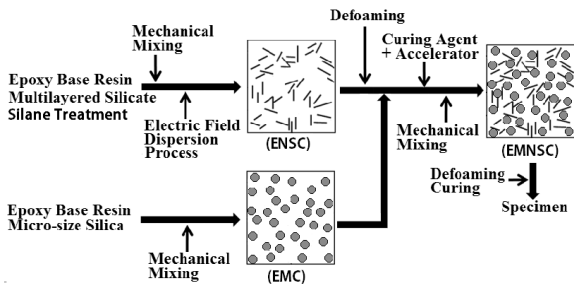 Mechanical
Mixing
Epoxy Base Resin
Multilayered Silicate
Silane Treatment
Electric Field
Dispersion
Process
(ENSC)
Defoaming
Curing Agent
+ Accelerator
Mechanical
Mixing
(EMNSC)
Defoaming
Curing
Specimen
Epoxy Base Resin
Micro-size Silica
Mechanical
Mixing
(EMC)